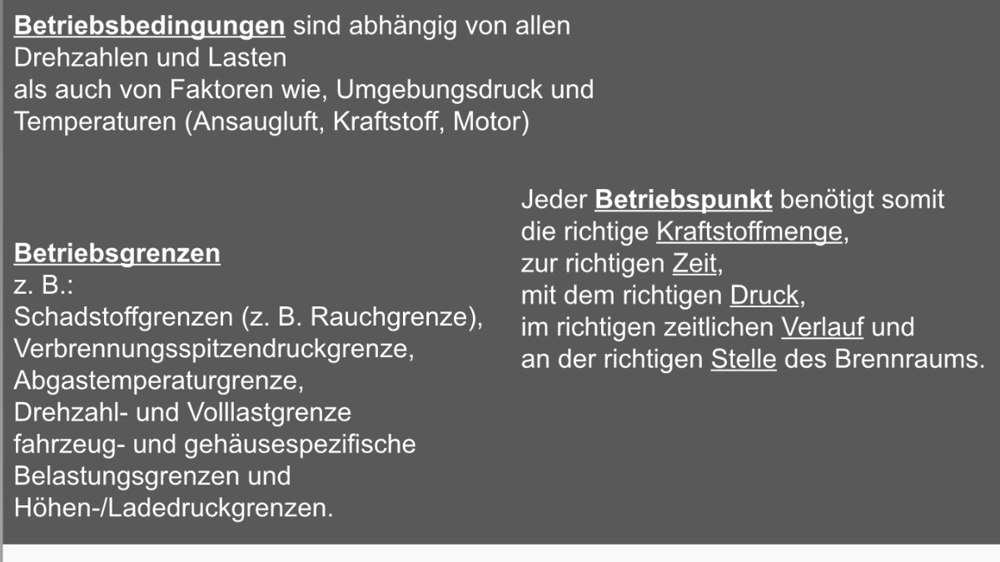 Betriebsbedingungen sind abhängig von allen
Drehzahlen und Lasten
als auch von Faktoren wie, Umgebungsdruck und
Temperaturen (Ansaugluft, Kraftstoff, Motor)
Betriebsgrenzen
z. B.:
Schadstoffgrenzen (z. B. Rauchgrenze),
Verbrennungsspitzendruckgrenze,
Abgastemperaturgrenze,
Drehzahl- und Volllastgrenze
fahrzeug- und gehäusespezifische
Belastungsgrenzen und
Höhen-/Ladedruckgrenzen.
Jeder Betriebspunkt benötigt somit
die richtige Kraftstoffmenge,
zur richtigen Zeit,
mit dem richtigen Druck,
im richtigen zeitlichen Verlauf und
an der richtigen Stelle des Brennraums.